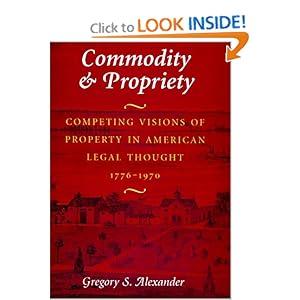 Click to LOOK INSIDE!
Commodity
& Propriety
COMPETING VISIONS OF
PROPERTY IN AMERICAN
LEGAL THOUGHT
1776–1970
Gregory S. Alexander